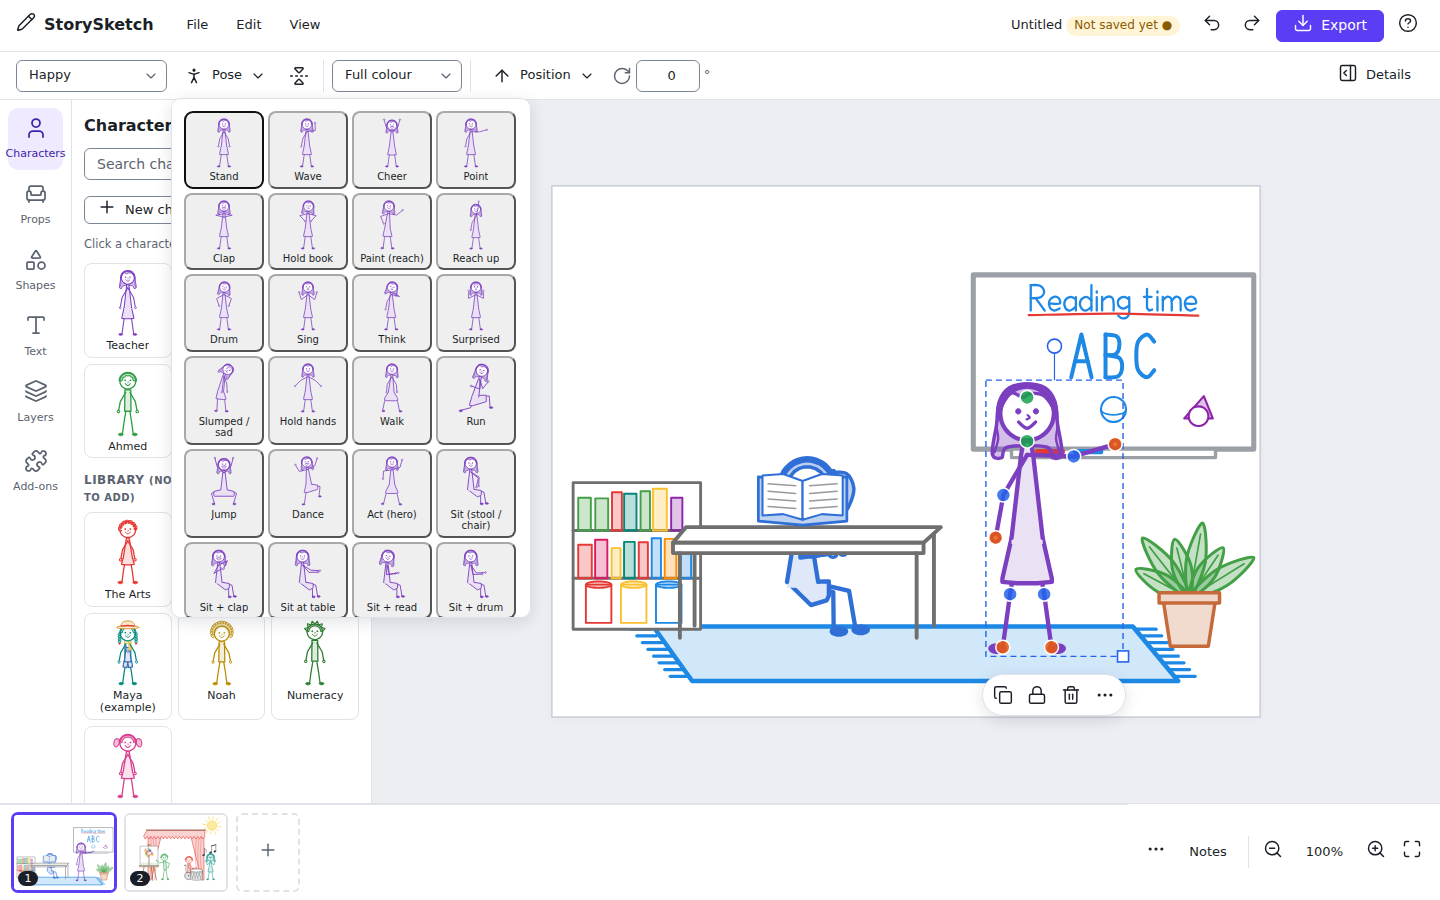 StorySketch File Edit View Untitled Not saved yet Export
Happy Pose Full colour Position 0 ° Details
Characters
Props
Shapes
Text
Layers
Add-ons
Character
Search cha
New ch
Click a characte
Teacher
Ahmed
LIBRARY (NO
TO ADD)
The Arts
Maya
(example)
Noah
Numeracy
Stand Wave Cheer Point
Clap Hold book Paint (reach) Reach up
Drum Sing Think Surprised
Slumped /
sad
Hold hands Walk Run
Jump Dance Act (hero) Sit (stool /
chair)
Sit + clap Sit at table Sit + read Sit + drum
Reading time
ABC
Reading time
ABC
1
2
Notes 100%